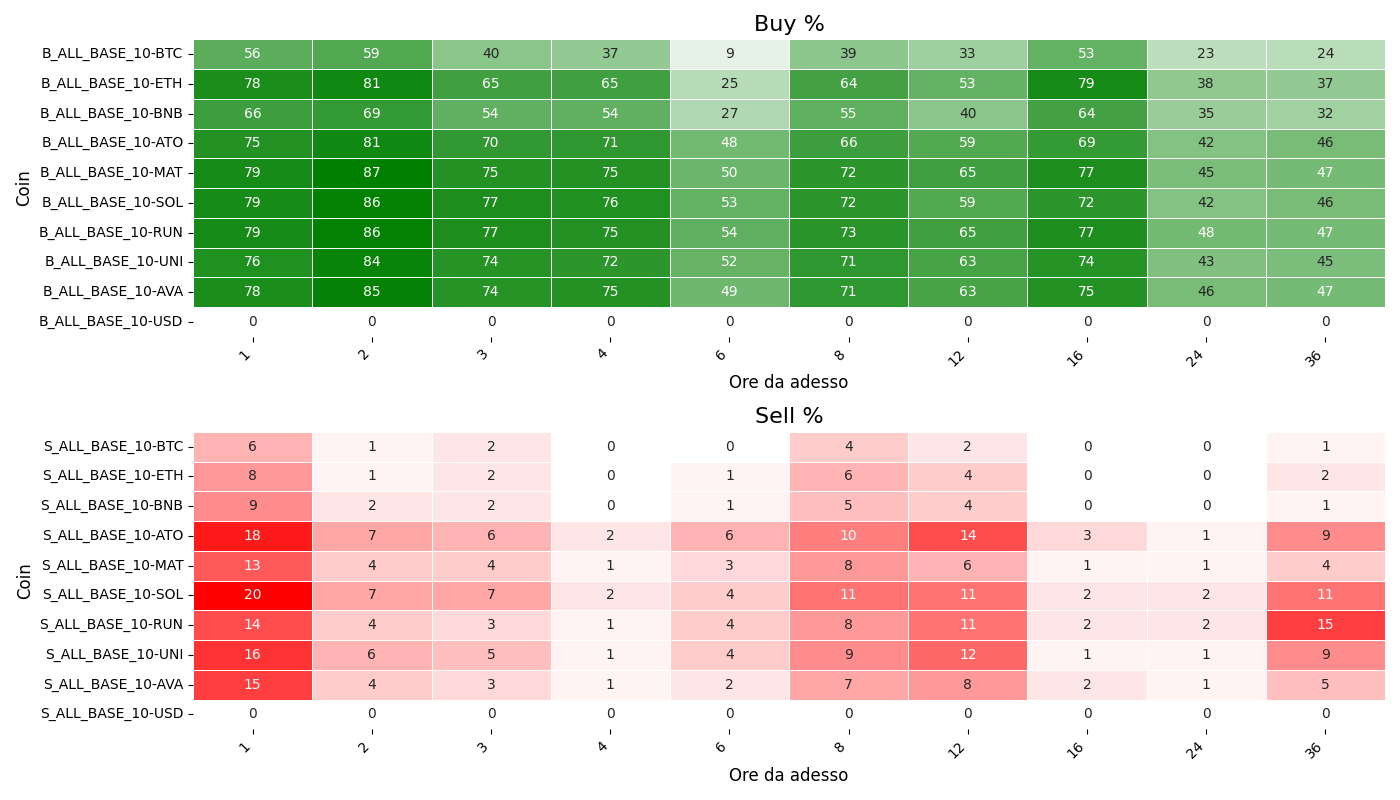 Buy %
Coin
B_ALL_BASE_10-BTC 56 59 40 37 9 39 33 53 23 24
B_ALL_BASE_10-ETH 78 81 65 65 25 64 53 79 38 37
B_ALL_BASE_10-BNB 66 69 54 54 27 55 40 64 35 32
B_ALL_BASE_10-ATO 75 81 70 71 48 66 59 69 42 46
B_ALL_BASE_10-MAT 79 87 75 75 50 72 65 77 45 47
B_ALL_BASE_10-SOL 79 86 77 76 53 72 59 72 42 46
B_ALL_BASE_10-RUN 79 86 77 75 54 73 65 77 48 47
B_ALL_BASE_10-UNI 76 84 74 72 52 71 63 74 43 45
B_ALL_BASE_10-AVA 78 85 74 75 49 71 63 75 46 47
B_ALL_BASE_10-USD 0 0 0 0 0 0 0 0 0 0
1 2 3 4 6 8 12 16 24 36
Ore da adesso
Sell %
Coin
S_ALL_BASE_10-BTC 6 1 2 0 0 4 2 0 0 1
S_ALL_BASE_10-ETH 8 1 2 0 1 6 4 0 0 2
S_ALL_BASE_10-BNB 9 2 2 0 1 5 4 0 0 1
S_ALL_BASE_10-ATO 18 7 6 2 6 10 14 3 1 9
S_ALL_BASE_10-MAT 13 4 4 1 3 8 6 1 1 4
S_ALL_BASE_10-SOL 20 7 7 2 4 11 11 2 2 11
S_ALL_BASE_10-RUN 14 4 3 1 4 8 11 2 2 15
S_ALL_BASE_10-UNI 16 6 5 1 4 9 12 1 1 9
S_ALL_BASE_10-AVA 15 4 3 1 2 7 8 2 1 5
S_ALL_BASE_10-USD 0 0 0 0 0 0 0 0 0 0
1 2 3 4 6 8 12 16 24 36
Ore da adesso